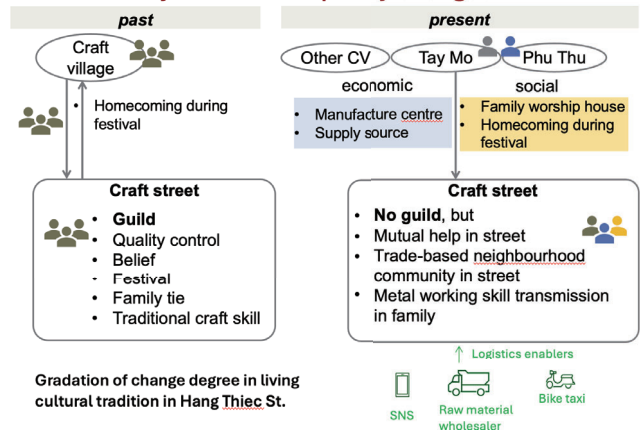 past
Craft
village
• Homecoming during
festival
Craft street
• Guild
• Quality control
• Belief
• Festival
• Family tie
• Traditional craft skill
Gradation of change degree in living
cultural tradition in Hang Thiec St.
present
Other CV
Tay Mo
Phu Thu
economic
social
• Manufacture centre
• Supply source
• Family worship house
• Homecoming during
festival
Craft street
• No guild, but
• Mutual help in street
• Trade-based neighbourhood
community in street
• Metal working skill transmission
in family
Logistics enablers
SNS
Raw material
wholesaler
Bike taxi